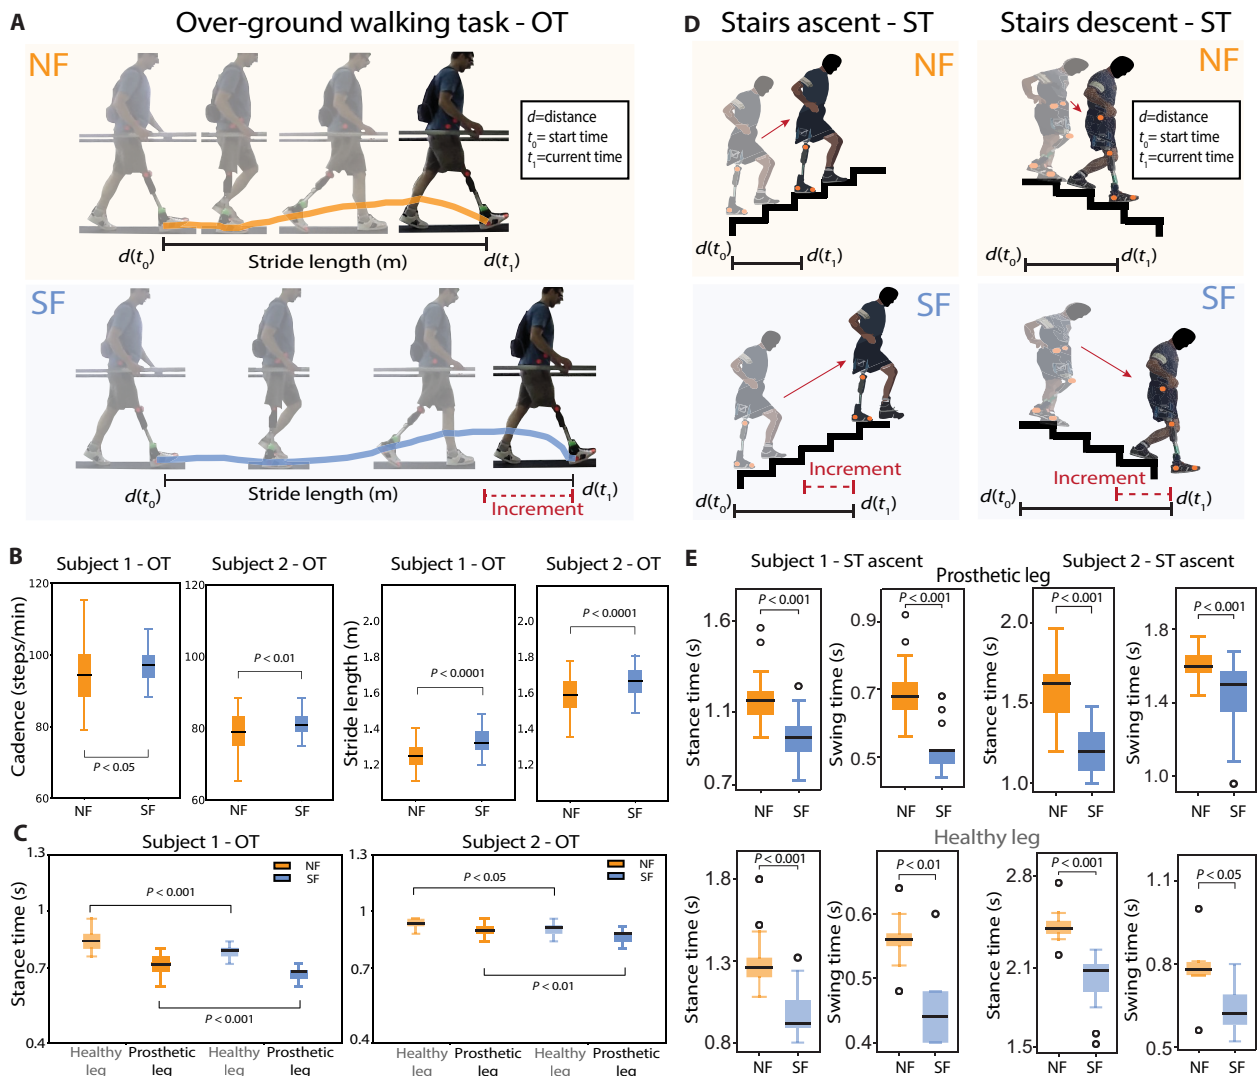 A
Over-ground walking task - OT
NF
d=distance
t0= start time
t1=current time
d(t0)
Stride length (m)
d(t1)
SF
d(t0)
Stride length (m)
d(t1)
Increment
D
Stairs ascent - ST
Stairs descent - ST
NF
NF
d=distance
t0= start time
t1=current time
d(t0)
d(t1)
d(t0)
d(t1)
SF
SF
Increment
d(t0)
d(t1)
Increment
d(t0)
d(t1)
B
Subject 1 - OT
Subject 2 - OT
Subject 1 - OT
Subject 2 - OT
Cadence (steps/min)
120
100
80
60
P < 0.05
NF
SF
120
100
80
60
P < 0.01
NF
SF
Stride length (m)
2.0
1.6
1.2
P < 0.0001
NF
SF
2.0
1.6
1.2
P < 0.0001
NF
SF
C
Subject 1 - OT
Subject 2 - OT
Stance time (s)
1.3
1
0.7
0.4
NF
SF
P < 0.001
P < 0.001
Healthy leg
Prosthetic leg
Healthy leg
Prosthetic leg
1.3
1
0.7
0.4
NF
SF
P < 0.05
P < 0.01
Healthy leg
Prosthetic leg
Healthy leg
Prosthetic leg
E
Subject 1 - ST ascent
Subject 2 - ST ascent
Prosthetic leg
Stance time (s)
1.6
1.1
0.7
P < 0.001
NF
SF
Swing time (s)
0.9
0.7
0.5
P < 0.001
NF
SF
Stance time (s)
2.0
1.5
1.0
P < 0.001
NF
SF
Swing time (s)
1.8
1.4
1.0
P < 0.001
NF
SF
Healthy leg
Stance time (s)
1.8
1.3
0.8
P < 0.001
NF
SF
Swing time (s)
0.6
0.5
0.4
P < 0.01
NF
SF
Stance time (s)
2.8
2.1
1.5
P < 0.001
NF
SF
Swing time (s)
1.1
0.8
0.5
P < 0.05
NF
SF